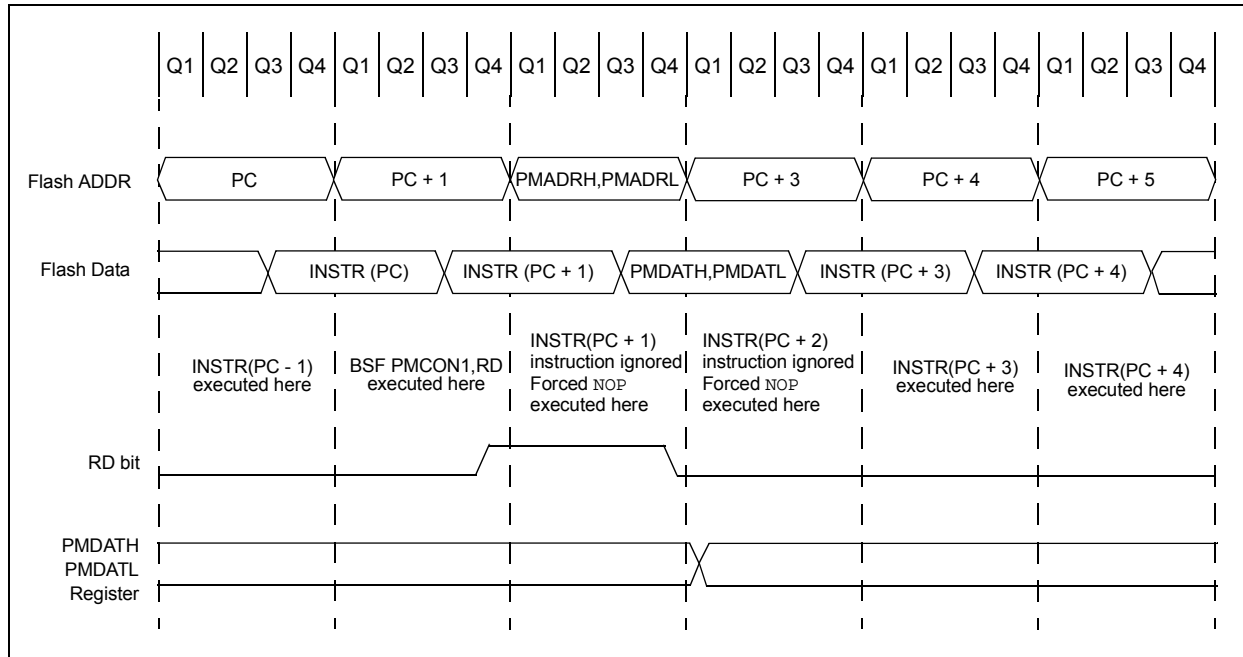 Q1 Q2 Q3 Q4 Q1 Q2 Q3 Q4 Q1 Q2 Q3 Q4 Q1 Q2 Q3 Q4 Q1 Q2 Q3 Q4 Q1 Q2 Q3 Q4
Flash ADDR PC PC + 1 PMADRH,PMADRL PC + 3 PC + 4 PC + 5
Flash Data INSTR (PC) INSTR (PC + 1) PMDATH,PMDATL INSTR (PC + 3) INSTR (PC + 4)
INSTR(PC - 1)
executed here
BSF PMCON1,RD
executed here
INSTR(PC + 1)
instruction ignored
Forced NOP
executed here
INSTR(PC + 2)
instruction ignored
Forced NOP
executed here
INSTR(PC + 3)
executed here
INSTR(PC + 4)
executed here
RD bit
PMDATH
PMDATL
Register